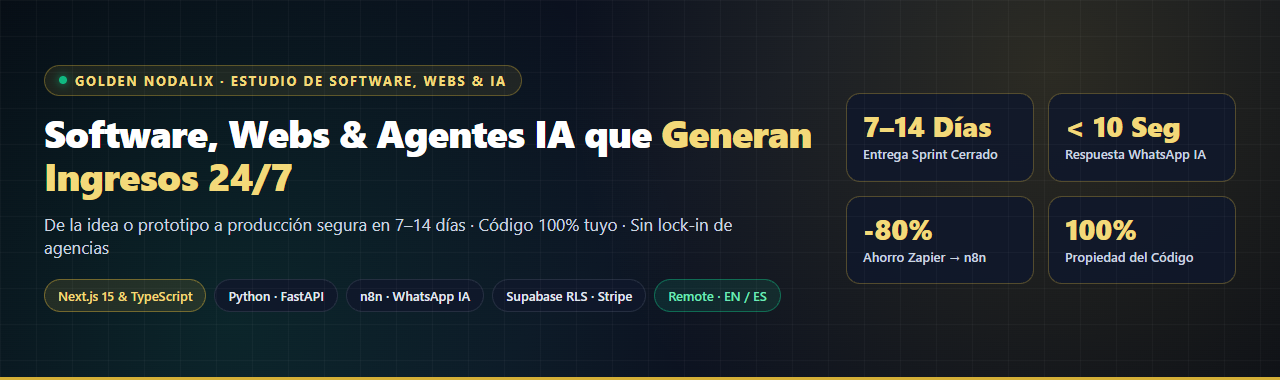 GOLDEN NODALIX · ESTUDIO DE SOFTWARE, WEBS & IA
Software, Webs & Agentes IA que Generan
Ingresos 24/7
De la idea o prototipo a producción segura en 7–14 días · Código 100% tuyo · Sin lock-in de
agencias
Next.js 15 & TypeScript
Python · FastAPI
n8n · WhatsApp IA
Supabase RLS · Stripe
Remote · EN / ES
7–14 Días
Entrega Sprint Cerrado
< 10 Seg
Respuesta WhatsApp IA
-80%
Ahorro Zapier → n8n
100%
Propiedad del Código